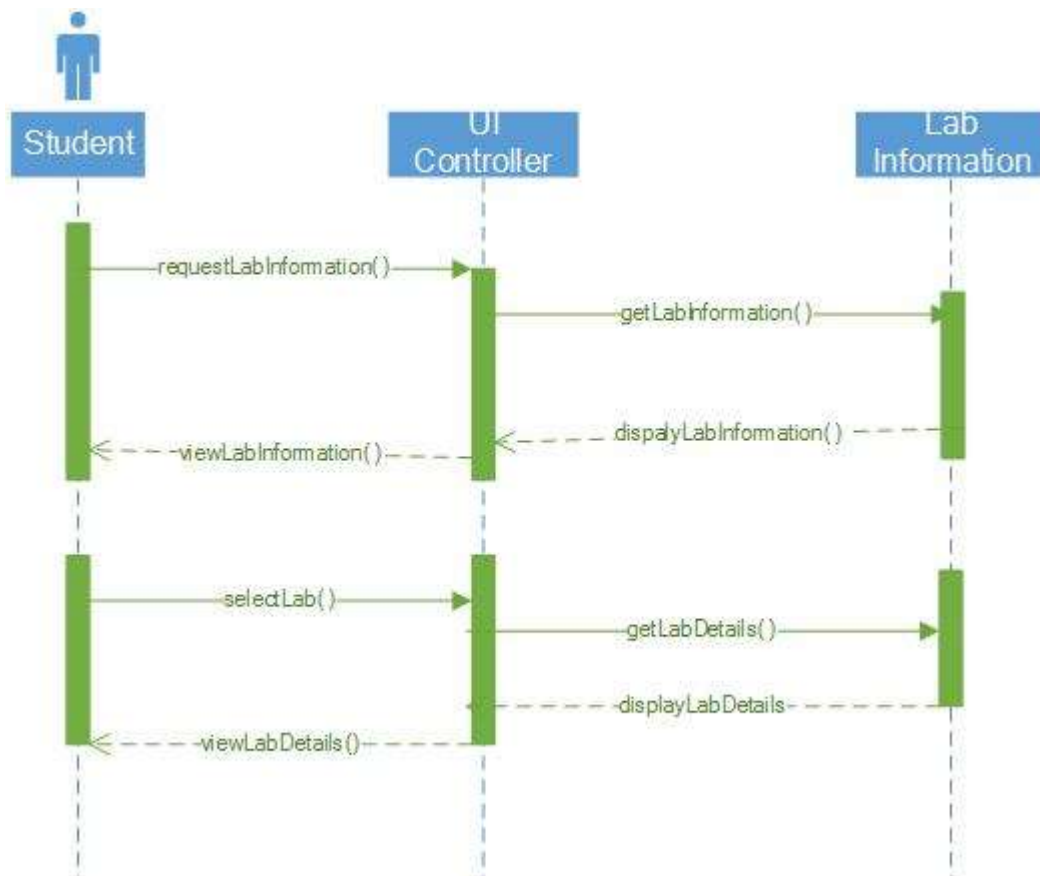 Student
UI
Controller
Lab
Information
requestLabInformation()
getLabInformation()
dispalyLabInformation()
viewLabInformation()
selectLab()
getLabDetails()
displayLabDetails
viewLabDetails()